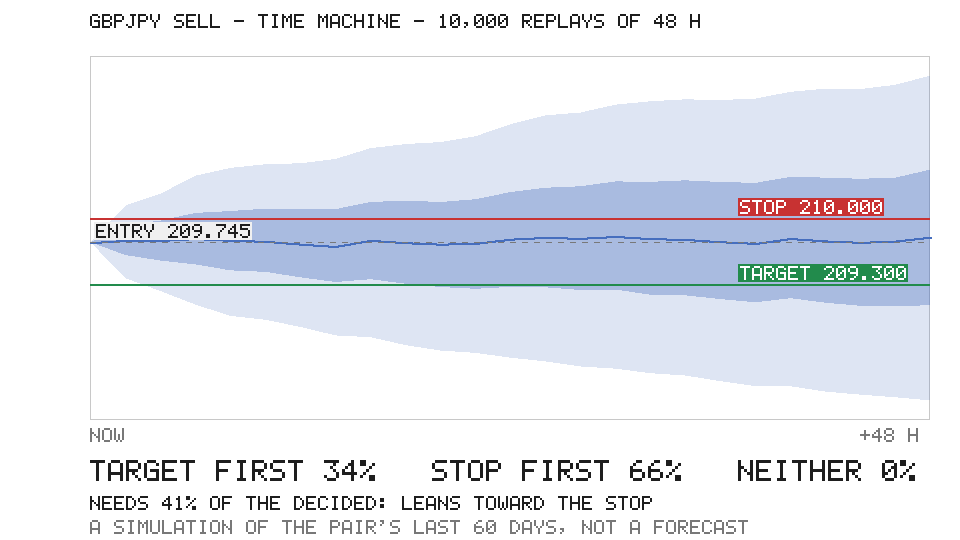 GBPJPY SELL - TIME MACHINE - 10,000 REPLAYS OF 48 H
STOP 210.000
ENTRY 209.745
TARGET 209.300
NOW +48 H
TARGET FIRST 34% STOP FIRST 66% NEITHER 0%
NEEDS 41% OF THE DECIDED: LEANS TOWARD THE STOP
A SIMULATION OF THE PAIR'S LAST 60 DAYS, NOT A FORECAST